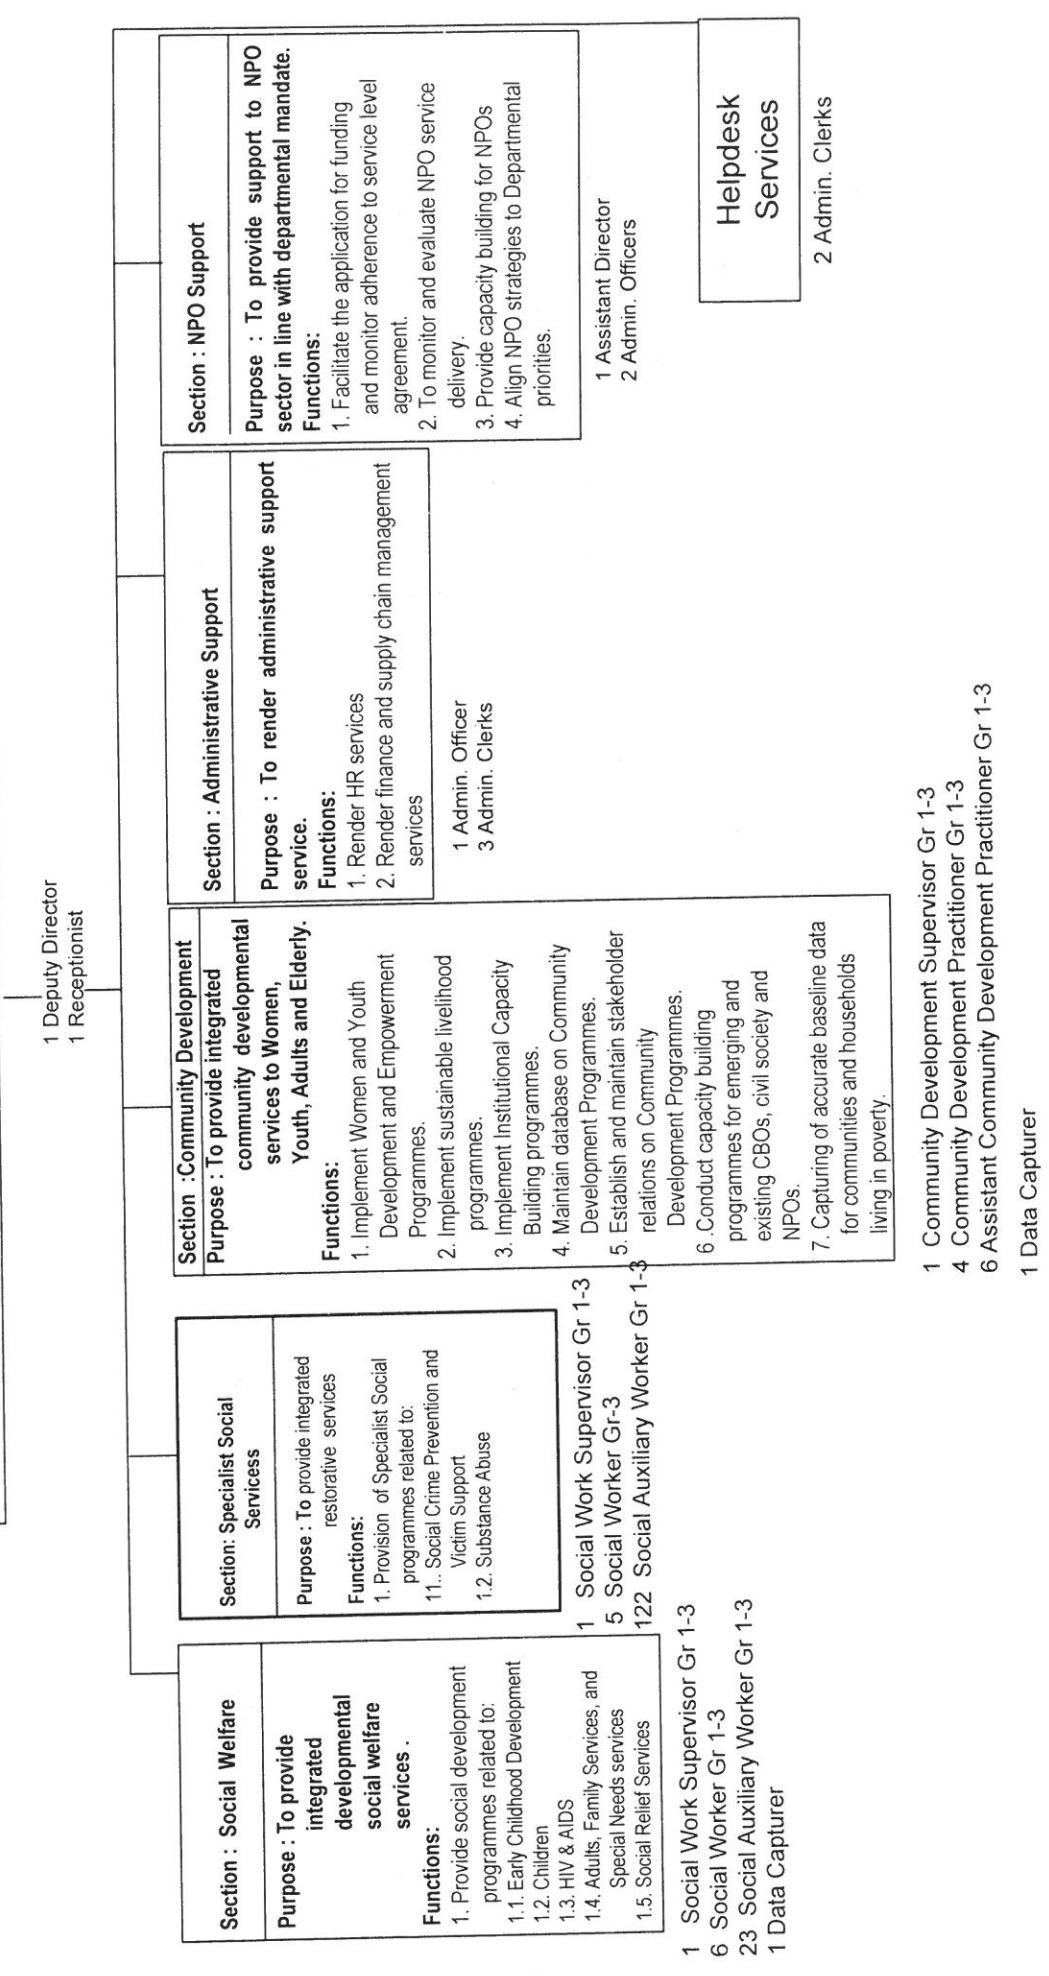 1 Deputy Director
1 Receptionist
Section : Social Welfare
Purpose : To provide
integrated
developmental
social welfare
services .
Functions:
1. Provide social development
programmes related to:
1.1. Early Childhood Development
1.2. Children
1.3. HIV & AIDS
1.4. Adults, Family Services, and
Special Needs services
1.5. Social Relief Services
1 Social Work Supervisor Gr 1-3
6 Social Worker Gr 1-3
23 Social Auxiliary Worker Gr 1-3
1 Data Capturer
Section: Specialist Social
Servicess
Purpose : To provide integrated
restorative services
Functions:
1. Provision of Specialist Social
programmes related to:
11.. Social Crime Prevention and
Victim Support
1.2. Substance Abuse
1 Social Work Supervisor Gr 1-3
5 Social Worker Gr-3
122 Social Auxiliary Worker Gr 1-3
Section :Community Development
Purpose : To provide integrated
community developmental
services to Women,
Youth, Adults and Elderly.
Functions:
1. Implement Women and Youth
Development and Empowerment
Programmes.
2. Implement sustainable livelihood
programmes.
3. Implement Institutional Capacity
Building programmes.
4. Maintain database on Community
Development Programmes.
5. Establish and maintain stakeholder
relations on Community
Development Programmes.
6 .Conduct capacity building
programmes for emerging and
existing CBOs, civil society and
NPOs.
7. Capturing of accurate baseline data
for communities and households
living in poverty.
1 Community Development Supervisor Gr 1-3
4 Community Development Practitioner Gr 1-3
6 Assistant Community Development Practitioner Gr 1-3
1 Data Capturer
Section : Administrative Support
Purpose : To render administrative support
service.
Functions:
1. Render HR services
2. Render finance and supply chain management
services
1 Admin. Officer
3 Admin. Clerks
Section : NPO Support
Purpose : To provide support to NPO
sector in line with departmental mandate.
Functions:
1. Facilitate the application for funding
and monitor adherence to service level
agreement.
2. To monitor and evaluate NPO service
delivery.
3. Provide capacity building for NPOs
4. Align NPO strategies to Departmental
priorities.
1 Assistant Director
2 Admin. Officers
Helpdesk
Services
2 Admin. Clerks